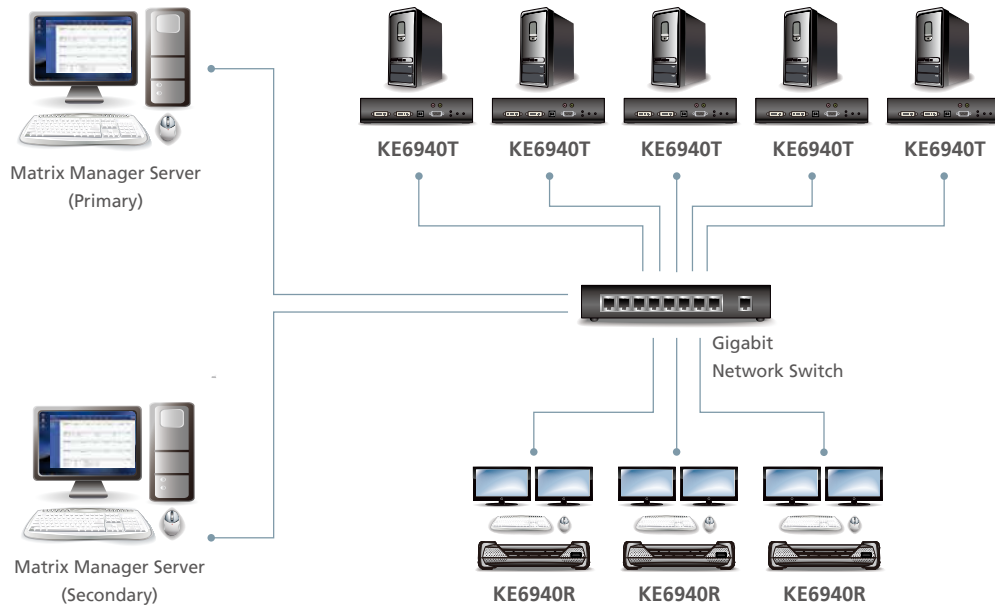 KE6940T KE6940T KE6940T KE6940T KE6940T
Matrix Manager Server
(Primary)
Gigabit
Network Switch
Matrix Manager Server
(Secondary)
KE6940R KE6940R KE6940R